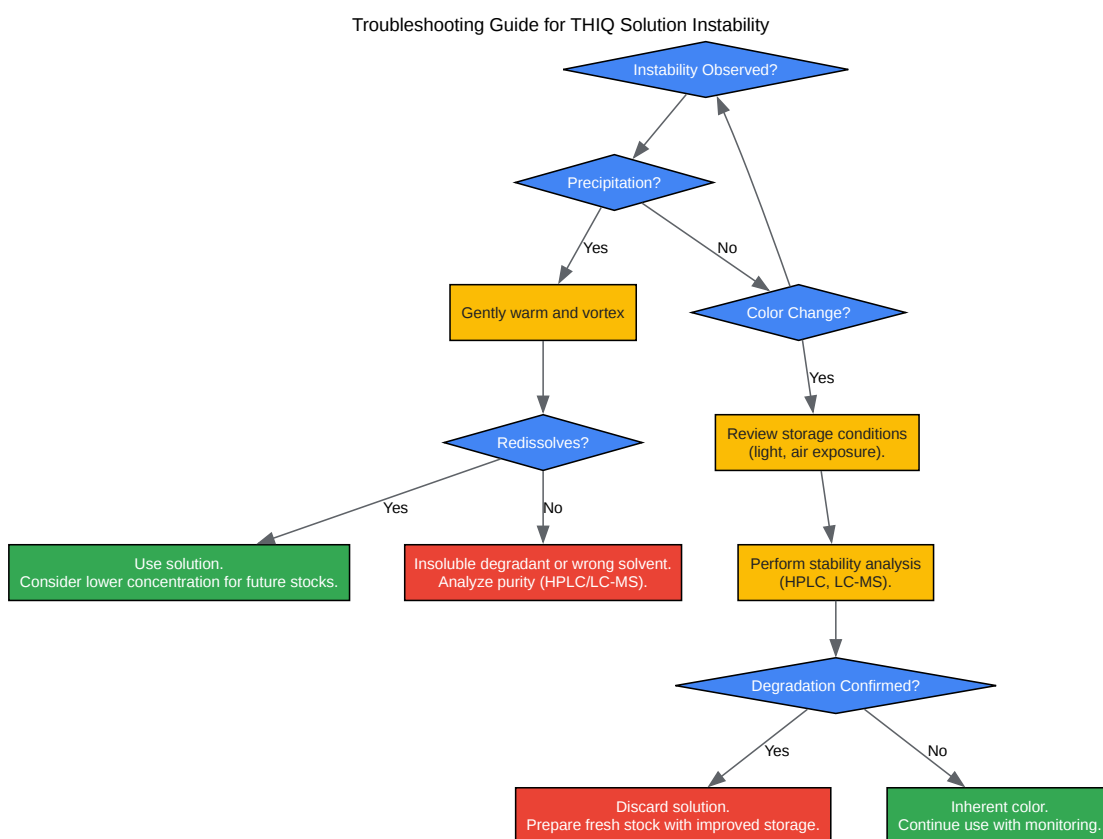 Troubleshooting Guide for THIQ Solution Instability
Instability Observed?
Precipitation?
Yes
No
Gently warm and vortex
Color Change?
Yes
Redissolves?
Review storage conditions
(light, air exposure).
Yes
No
Use solution.
Consider lower concentration for future stocks.
Insoluble degradant or wrong solvent.
Analyze purity (HPLC/LC-MS).
Perform stability analysis
(HPLC, LC-MS).
Degradation Confirmed?
Yes
No
Discard solution.
Prepare fresh stock with improved storage.
Inherent color.
Continue use with monitoring.